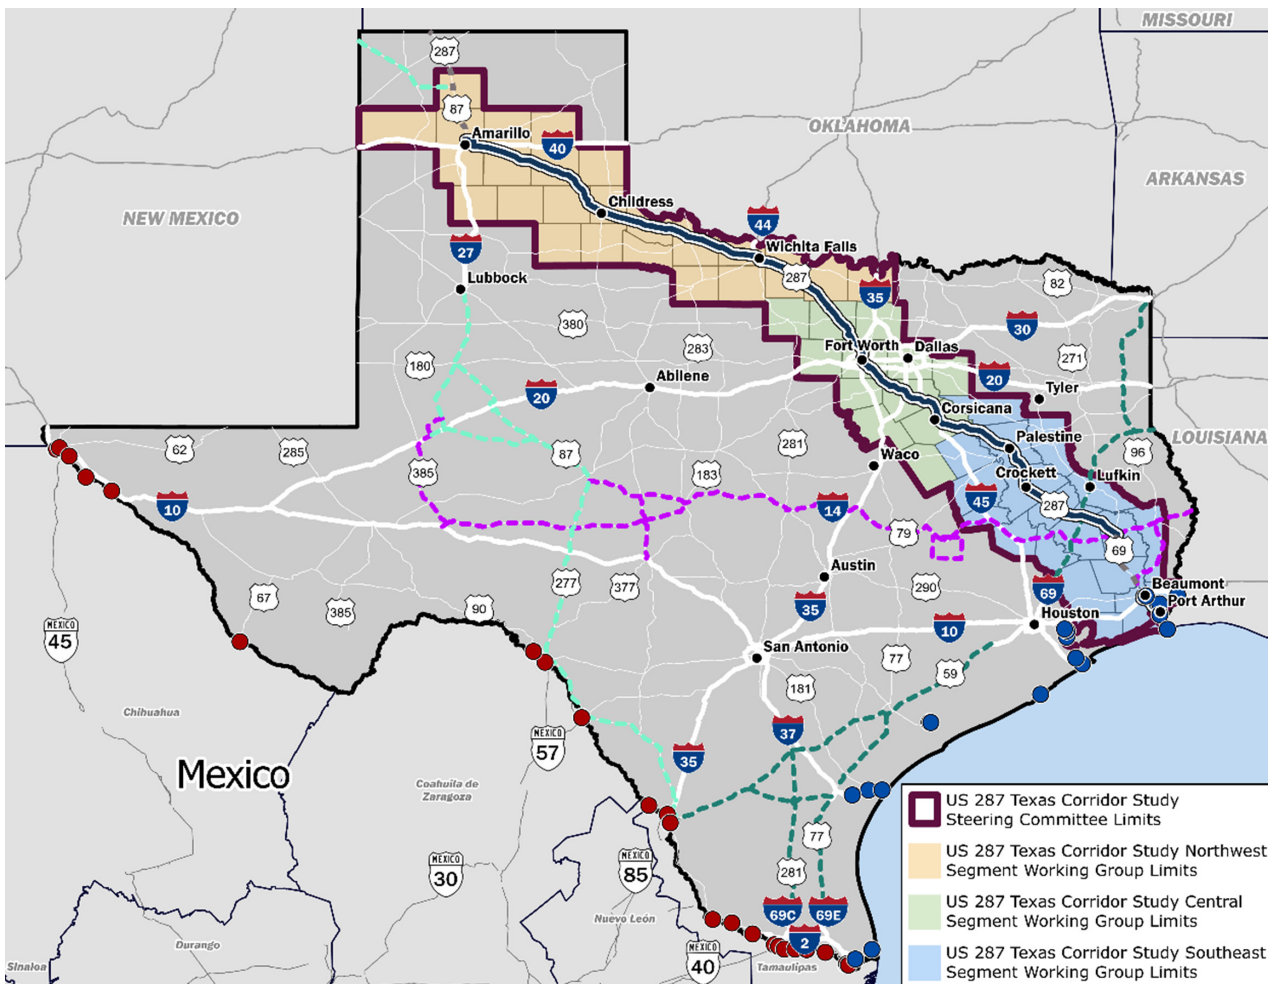 MISSOURI
287
87
Amarillo
40
OKLAHOMA
ARKANSAS
NEW MEXICO
Childress
44
Wichita Falls
27
Lubbock
287
35
82
380
30
283
Fort Worth
Dallas
271
180
Abilene
20
20
Tyler
Corsicana
62
285
87
281
Palestine
LOUISIANA
96
385
183
Waco
Crockett
Lufkin
10
14
45
287
79
69
Austin
277
377
290
69
Beaumont
67
385
90
35
10
Houston
Port Arthur
MEXICO
45
San Antonio
77
59
181
Chihuahua
37
MEXICO
57
35
Mexico
Coahuila de
Zaragoza
US 287 Texas Corridor Study
Steering Committee Limits
77
US 287 Texas Corridor Study Northwest
Segment Working Group Limits
MEXICO
30
MEXICO
85
281
US 287 Texas Corridor Study Central
Segment Working Group Limits
Nuevo León
69C
69E
2
Durango
MEXICO
40
US 287 Texas Corridor Study Southeast
Segment Working Group Limits
Sinaloa
Tamaulipas